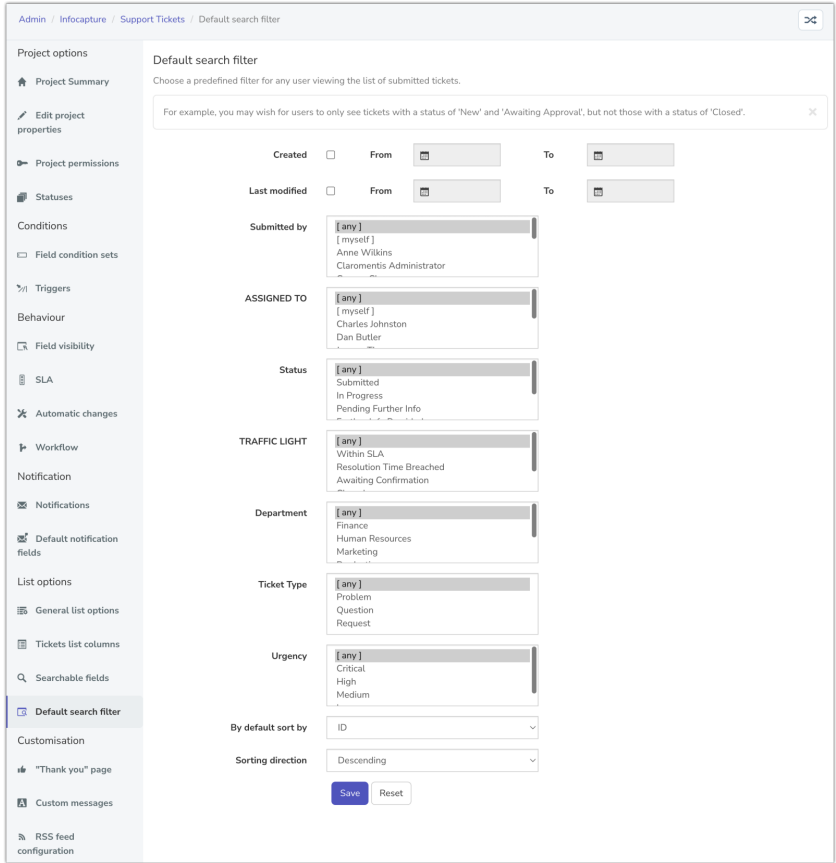 Admin / Infocapture / Support Tickets / Default search filter
Project options
Project Summary
Edit project
properties
Project permissions
Statuses
Conditions
Field condition sets
Triggers
Behaviour
Field visibility
SLA
Automatic changes
Workflow
Notification
Notifications
Default notification
fields
List options
General list options
Tickets list columns
Searchable fields
Default search filter
Customisation
"Thank you" page
Custom messages
RSS feed
configuration
Default search filter
Choose a predefined filter for any user viewing the list of submitted tickets.
For example, you may wish for users to only see tickets with a status of 'New' and 'Awaiting Approval', but not those with a status of 'Closed'.
Created From To
Last modified From To
Submitted by
[ any ]
[ myself ]
Anne Wilkins
Claromentis Administrator
ASSIGNED TO
[ any ]
[ myself ]
Charles Johnston
Dan Butler
Status
[ any ]
Submitted
In Progress
Pending Further Info
TRAFFIC LIGHT
[ any ]
Within SLA
Resolution Time Breached
Awaiting Confirmation
Department
[ any ]
Finance
Human Resources
Marketing
Ticket Type
[ any ]
Problem
Question
Request
Urgency
[ any ]
Critical
High
Medium
By default sort by ID
Sorting direction Descending
Save Reset